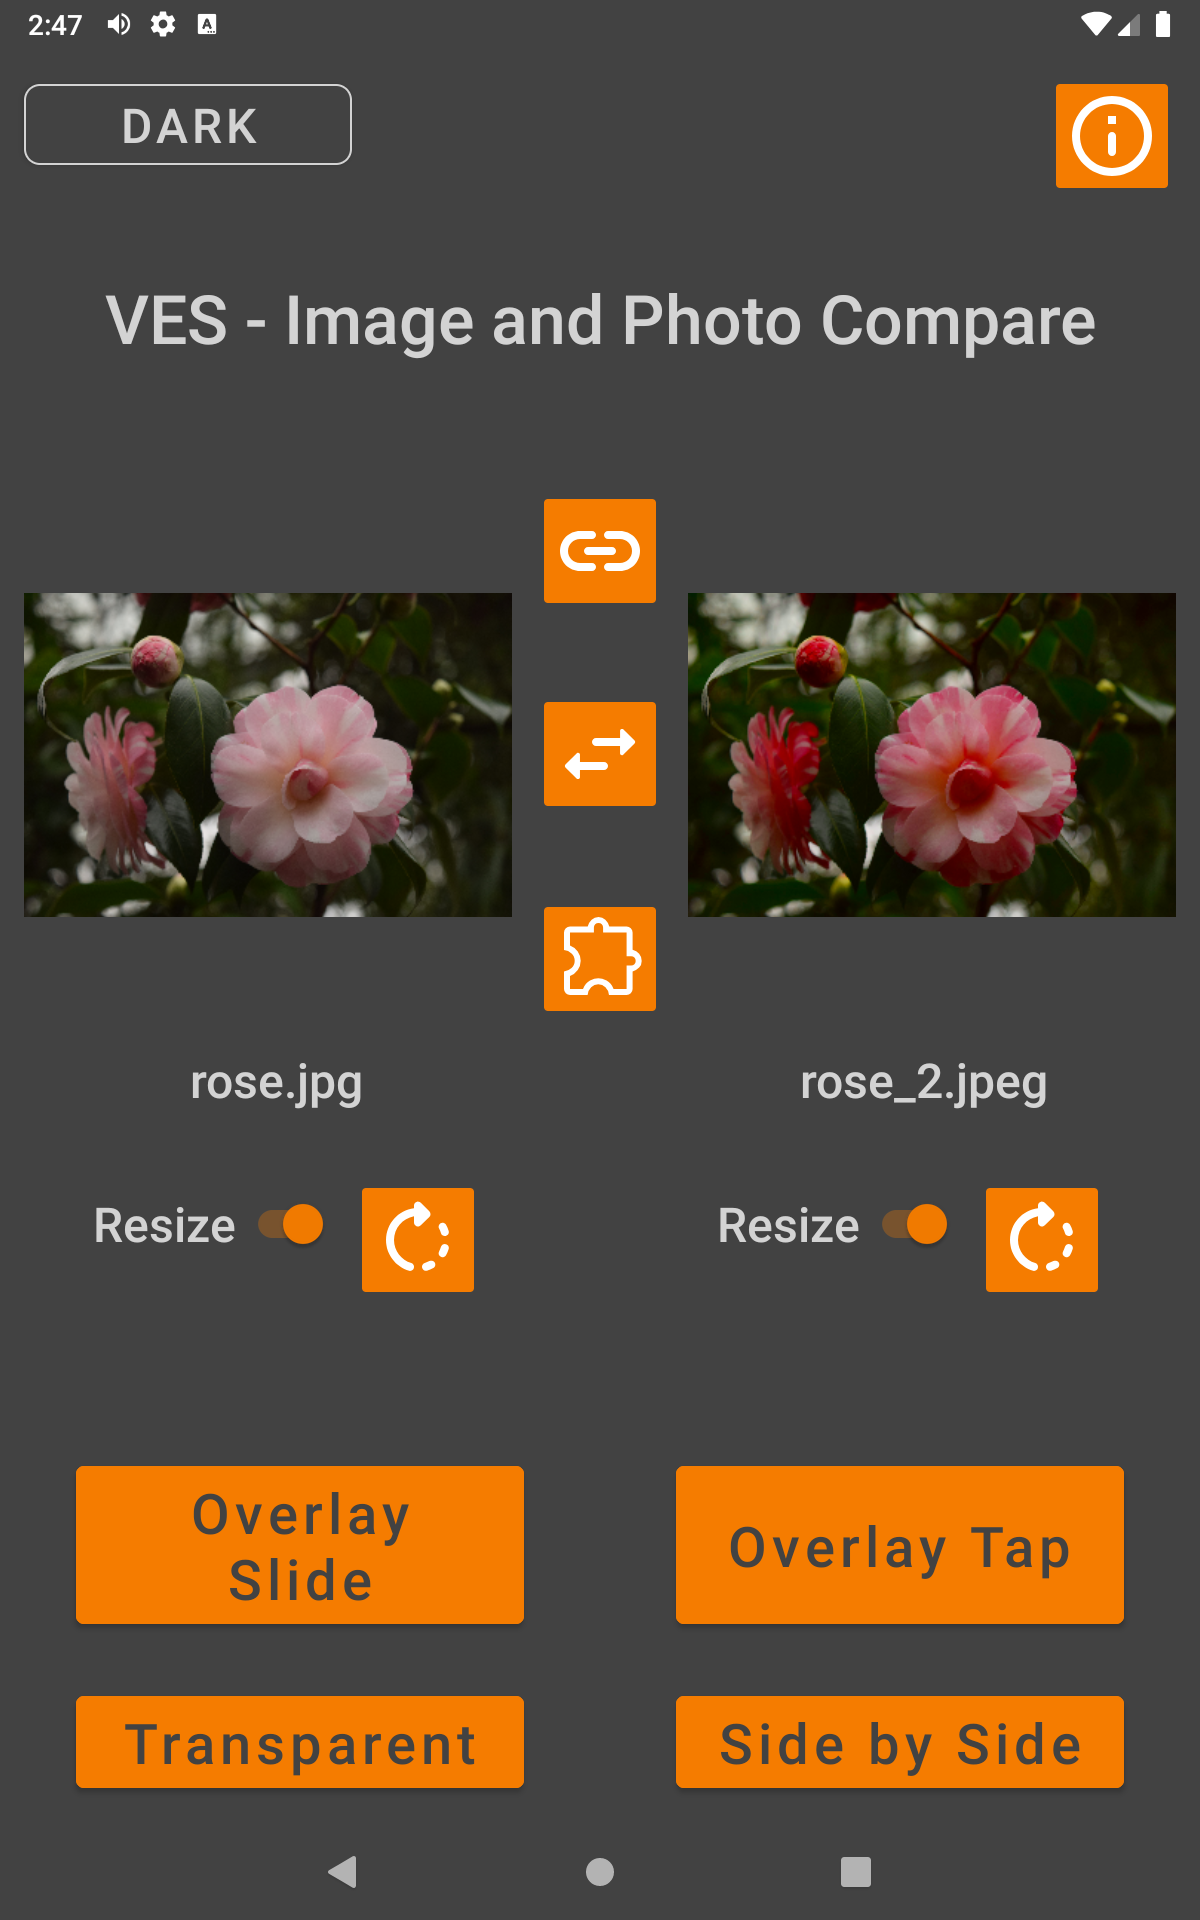 2:47
DARK
VES - Image and Photo Compare
rose.jpg
rose_2.jpeg
Resize
Resize
Overlay
Slide
Overlay Tap
Transparent
Side by Side